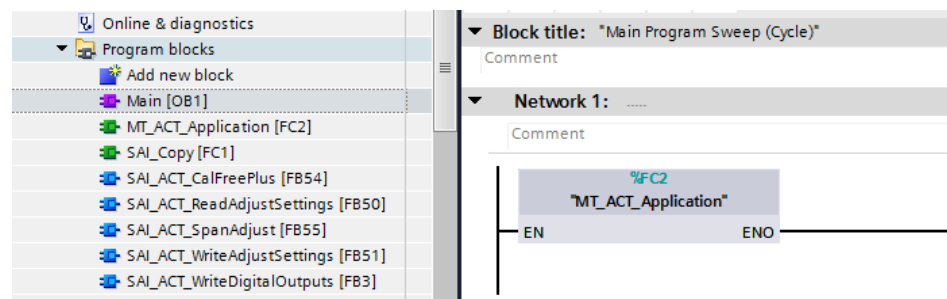 Online & diagnostics
Program blocks
Add new block
Main [OB1]
MT_ACT_Application [FC2]
SAI_Copy [FC1]
SAI_ACT_CalFreePlus [FB54]
SAI_ACT_ReadAdjustSettings [FB50]
SAI_ACT_SpanAdjust [FB55]
SAI_ACT_WriteAdjustSettings [FB51]
SAI_ACT_WriteDigitalOutputs [FB3]
Block title: "Main Program Sweep (Cycle)"
Comment
Network 1: .....
Comment
%FC2
"MT_ACT_Application"
EN ENO